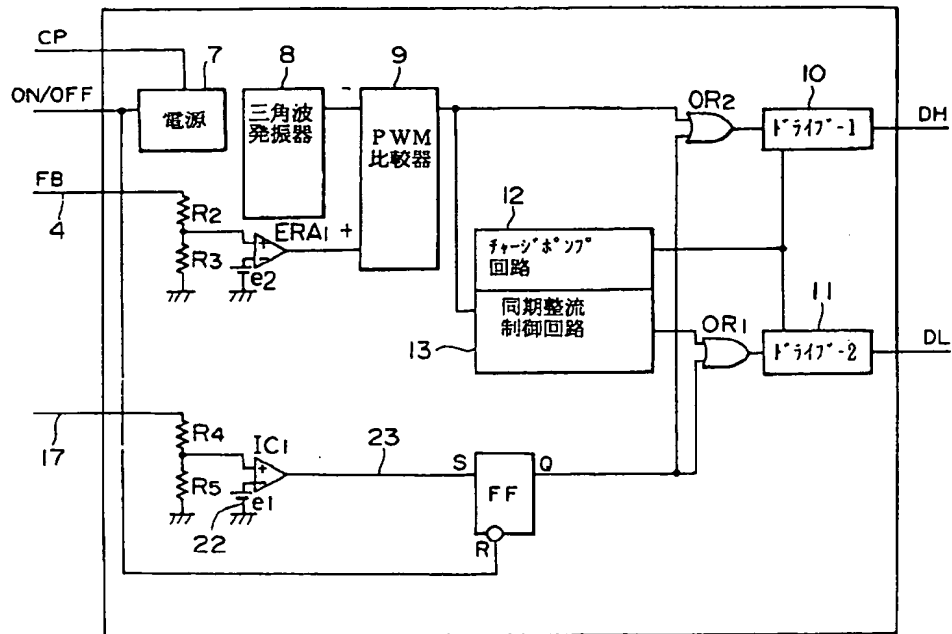 CP
7
ON/OFF
電源
8
三角波
発振器
-
9
PWM
比較器
+
OR2
10
ドライブ-1
DH
FB
4
R2
R3
ERA1
+
-
e2
12
チャージポンプ
回路
同期整流
制御回路
13
OR1
11
ドライブ-2
DL
17
R4
R5
IC1
+
-
e1
22
23
S
FF
Q
R